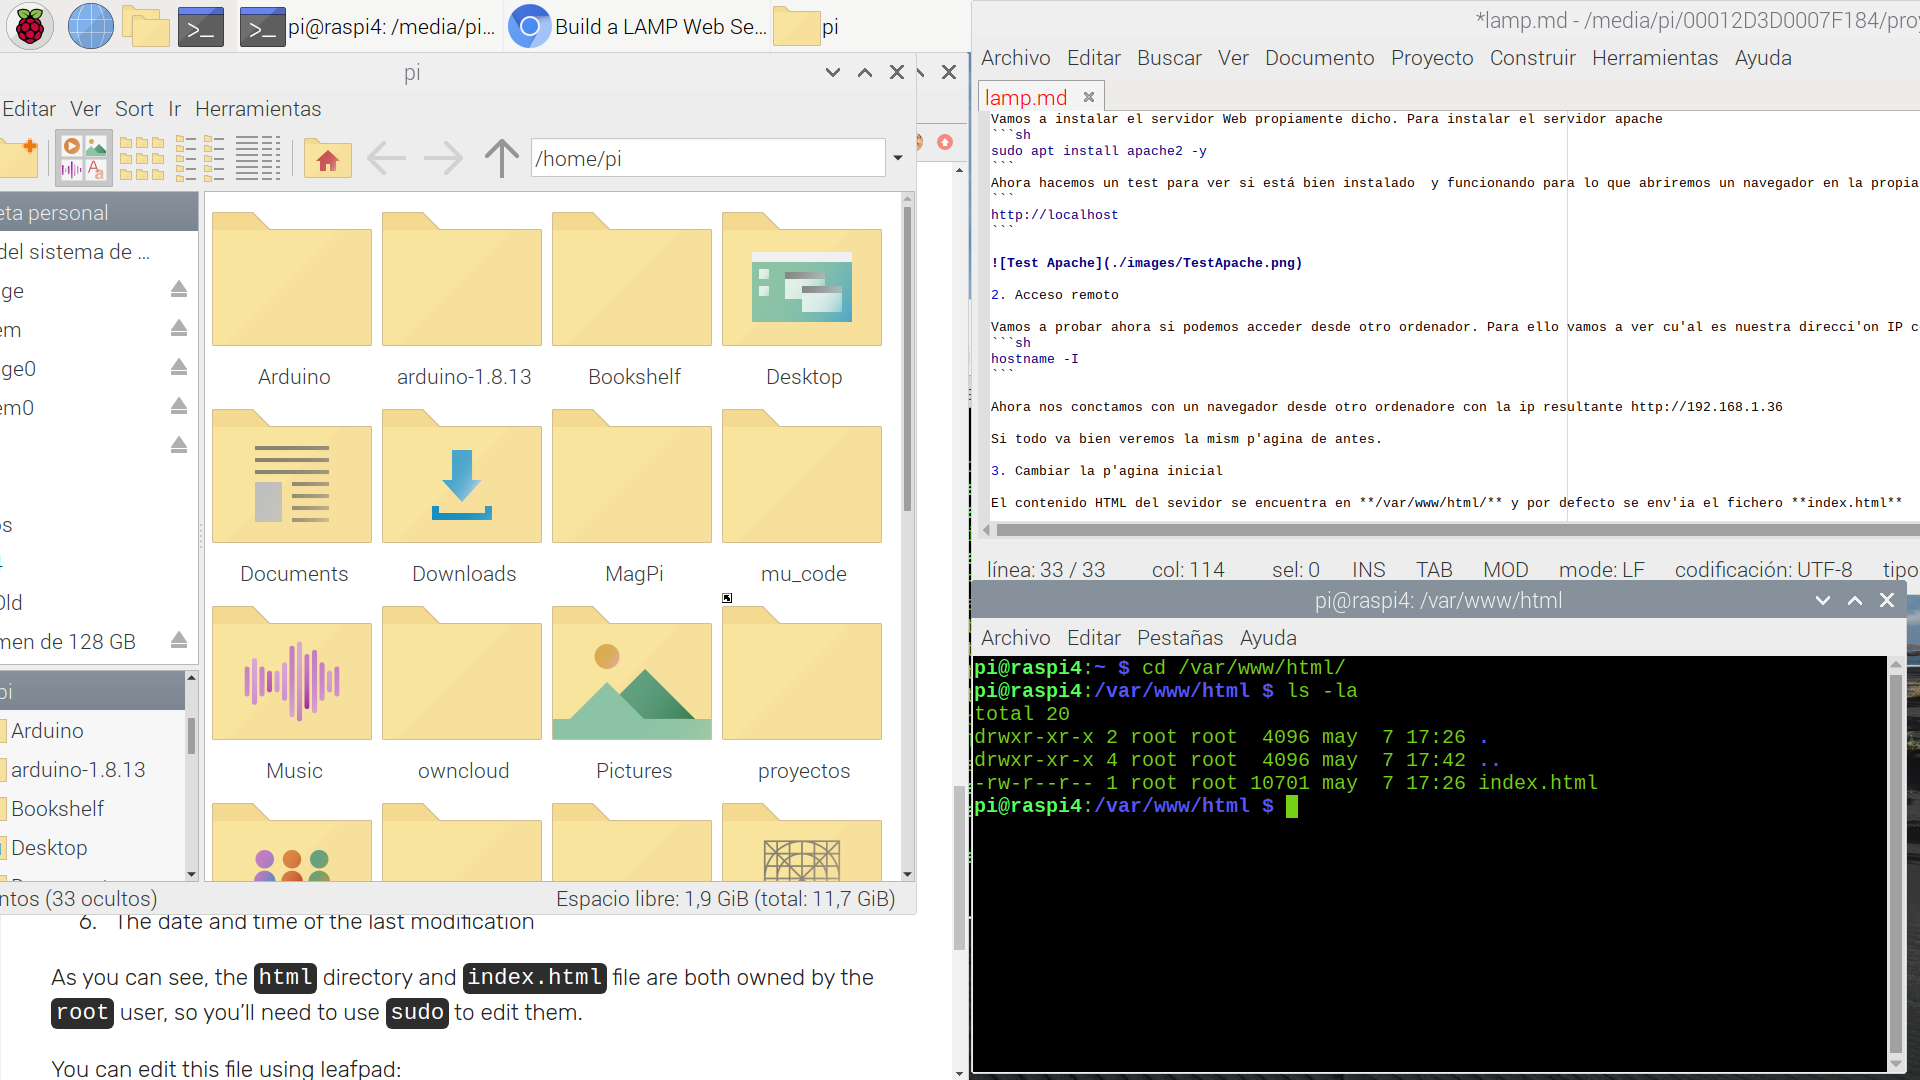 pi@raspi4: /media/pi...
Build a LAMP Web Se...
pi
pi
Editar Ver Sort Ir Herramientas
/home/pi
eta personal
del sistema de ...
ge
em
ge0
em0
os
Old
men de 128 GB
pi
Arduino
arduino-1.8.13
Bookshelf
Desktop
Arduino
arduino-1.8.13
Bookshelf
Desktop
Documents
Downloads
MagPi
mu_code
Music
owncloud
Pictures
proyectos
ntos (33 ocultos)
Espacio libre: 1,9 GiB (total: 11,7 GiB)
6. The date and time of the last modification
As you can see, the html directory and index.html file are both owned by the
root user, so you’ll need to use sudo to edit them.
You can edit this file using leafpad:
*lamp.md - /media/pi/00012D3D0007F184/proy
Archivo Editar Buscar Ver Documento Proyecto Construir Herramientas Ayuda
lamp.md
Vamos a instalar el servidor Web propiamente dicho. Para instalar el servidor apache
```sh
sudo apt install apache2 -y
```
Ahora hacemos un test para ver si está bien instalado  y funcionando para lo que abriremos un navegador en la propia
```
http://localhost
```
![Test Apache](./images/TestApache.png)
2. Acceso remoto
Vamos a probar ahora si podemos acceder desde otro ordenador. Para ello vamos a ver cu'al es nuestra direcci'on IP c
```sh
hostname -I
```
Ahora nos conctamos con un navegador desde otro ordenadore con la ip resultante http://192.168.1.36
Si todo va bien veremos la mism p'agina de antes.
3. Cambiar la p'agina inicial
El contenido HTML del sevidor se encuentra en **/var/www/html/** y por defecto se env'ia el fichero **index.html**
línea: 33 / 33 col: 114 sel: 0 INS TAB MOD mode: LF codificación: UTF-8 tipo
pi@raspi4: /var/www/html
Archivo Editar Pestañas Ayuda
pi@raspi4:~ $ cd /var/www/html/
pi@raspi4:/var/www/html $ ls -la
total 20
drwxr-xr-x 2 root root  4096 may  7 17:26 .
drwxr-xr-x 4 root root  4096 may  7 17:42 ..
-rw-r--r-- 1 root root 10701 may  7 17:26 index.html
pi@raspi4:/var/www/html $